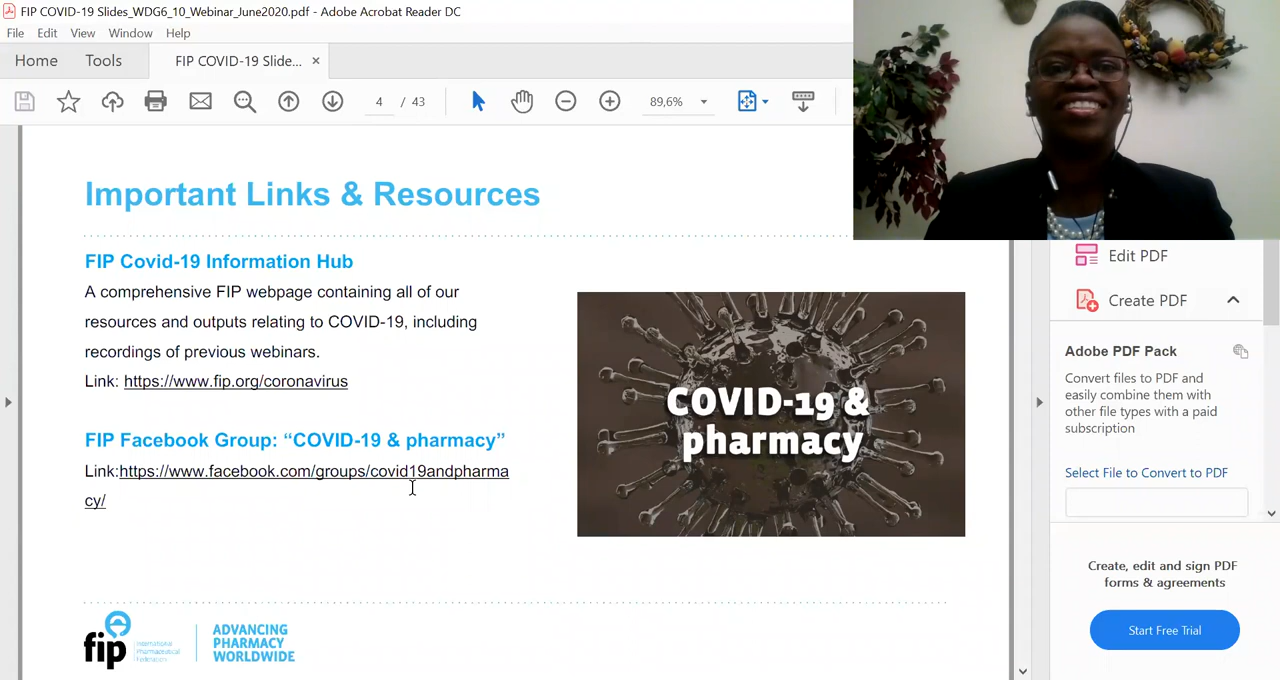 FIP COVID-19 Slides_WDG6_10_Webinar_June2020.pdf - Adobe Acrobat Reader DC
File Edit View Window Help
Home Tools FIP COVID-19 Slide... ×
4 / 43 89,6%
Important Links & Resources
FIP Covid-19 Information Hub
A comprehensive FIP webpage containing all of our
resources and outputs relating to COVID-19, including
recordings of previous webinars.
Link: https://www.fip.org/coronavirus
FIP Facebook Group: “COVID-19 & pharmacy”
Link:https://www.facebook.com/groups/covid19andpharma
cy/
COVID-19 &
pharmacy
fip
International
Pharmaceutical
Federation
ADVANCING
PHARMACY
WORLDWIDE
Edit PDF
Create PDF
Adobe PDF Pack
Convert files to PDF and
easily combine them with
other file types with a paid
subscription
Select File to Convert to PDF
Create, edit and sign PDF
forms & agreements
Start Free Trial